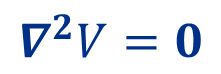 ∇²V = 0